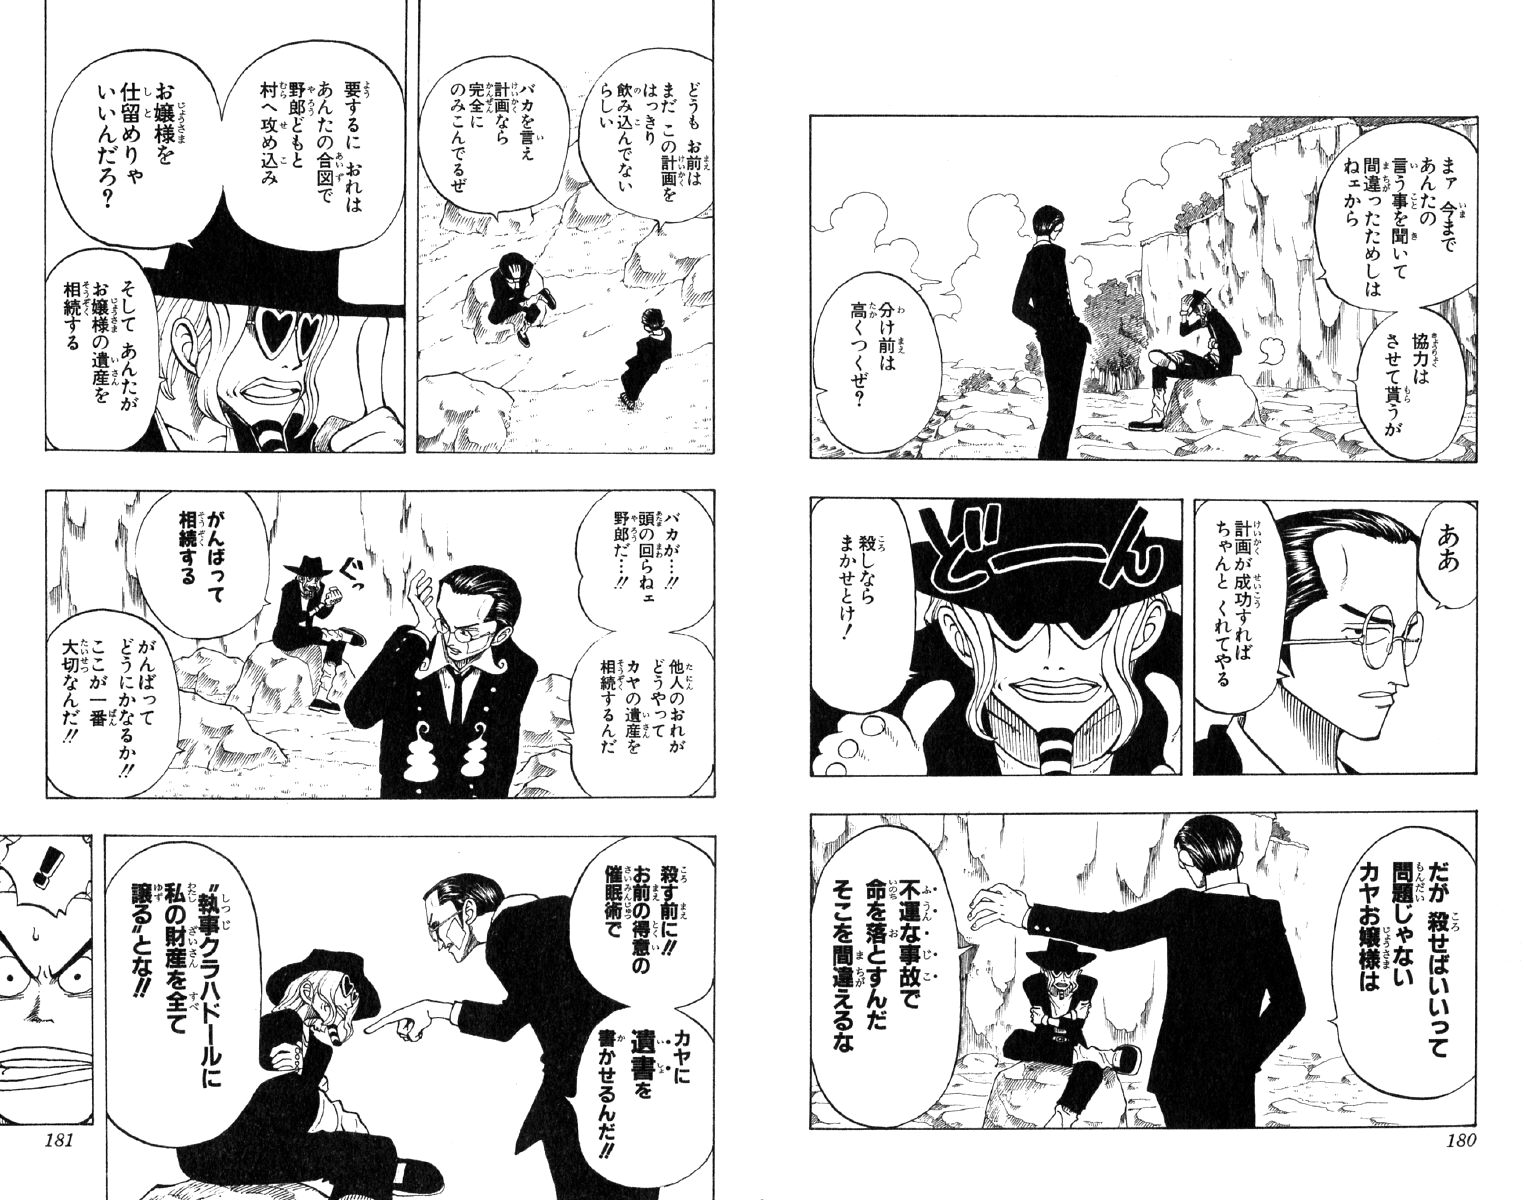 まァ 今まで
あんたの
言う事を聞いて
間違ったためしは
ねェから
協力は
させて貰うが
分け前は
高くつくぜ?
ああ
計画が成功すれば
ちゃんと くれてやる
どーん
殺しなら
まかせとけ!
だが 殺せばいいって
問題じゃない
カヤお嬢様は
不運な事故で
命を落とすんだ
そこを間違えるな
180
どうも お前は
まだ この計画を
はっきり
飲み込んでない
らしい
バカを言え
計画なら
完全に
のみこんでるぜ
要するに おれは
あんたの合図で
野郎どもと
村へ攻め込み
お嬢様を
仕留めりゃ
いいんだろ?
そして あんたが
お嬢様の遺産を
相続する
バカが…!!
頭の回らねェ
野郎だ…!!
他人のおれが
どうやって
カヤの遺産を
相続するんだ
ぐっ
がんばって
相続する
がんばって
どうにかなるか!!
ここが一番
大切なんだ!!
殺す前に!!
お前の得意の
催眠術で
カヤに
遺書を
書かせるんだ!!
“執事クラハドールに
私の財産を全て
譲る”とな!!
!
181